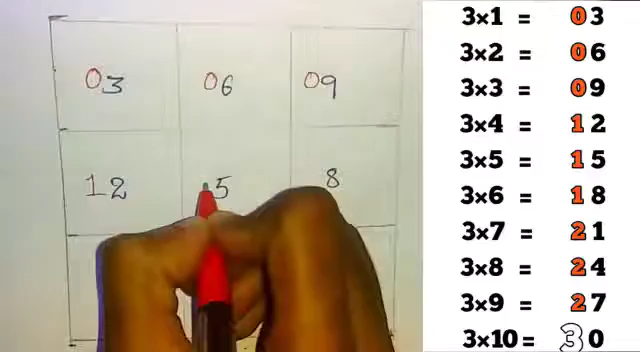 03 06 09
12 5 8
3×1 = 03
3×2 = 06
3×3 = 09
3×4 = 12
3×5 = 15
3×6 = 18
3×7 = 21
3×8 = 24
3×9 = 27
3×10= 30